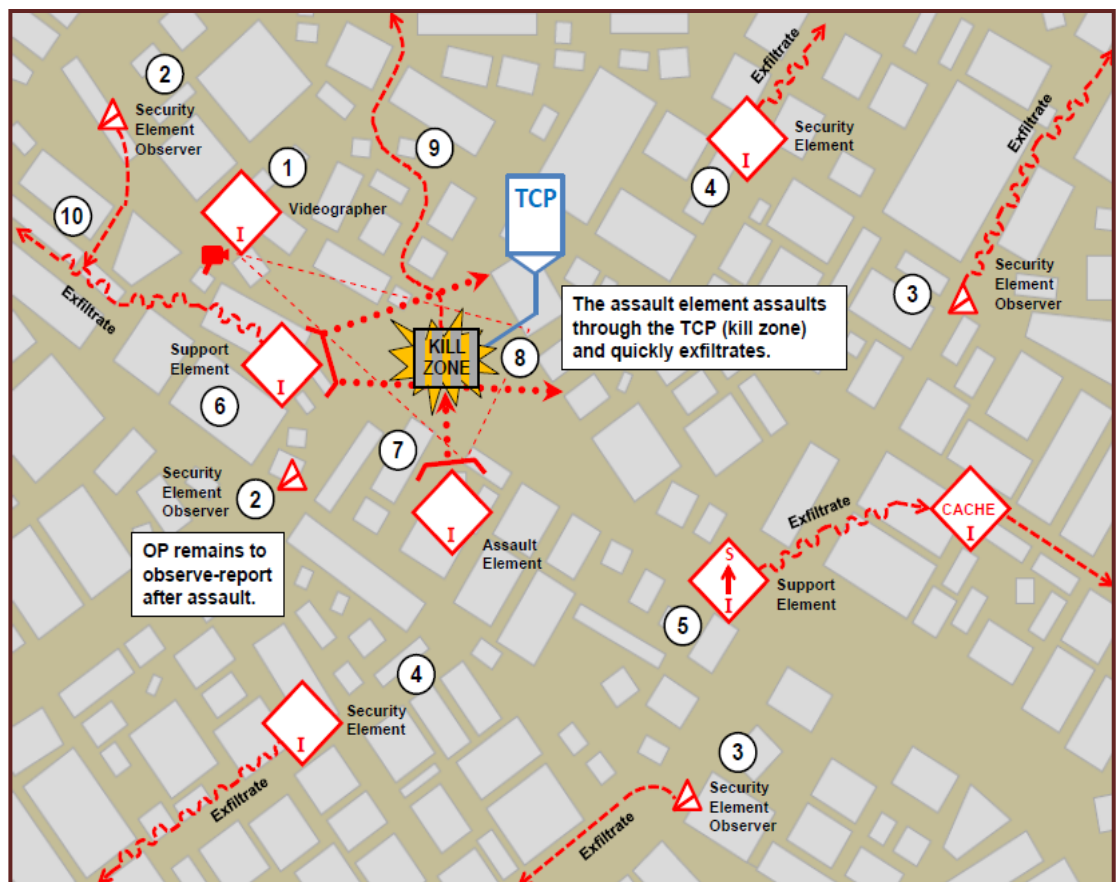 2
Security
Element
Observer
1
Videographer
I
10
Exfiltrate
9
TCP
Exfiltrate
Security
Element
I
4
Exfiltrate
3
Security
Element
Observer
The assault element assaults
through the TCP (kill zone)
and quickly exfiltrates.
KILL
ZONE
8
Support
Element
I
6
7
Security
Element
Observer
2
OP remains to
observe-report
after assault.
I
Assault
Element
Exfiltrate
CACHE
I
S
I
Support
Element
5
4
Security
Element
I
Exfiltrate
3
Security
Element
Observer
Exfiltrate